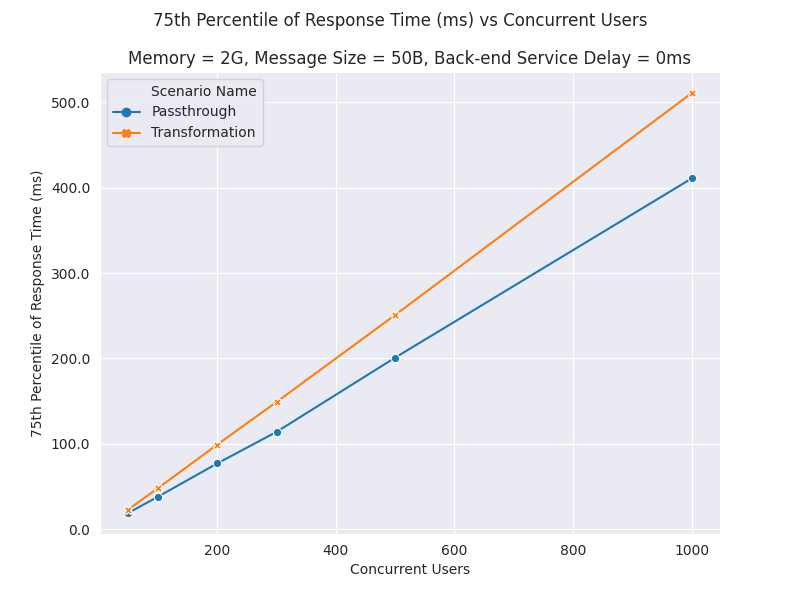 75th Percentile of Response Time (ms) vs Concurrent Users
Memory = 2G, Message Size = 50B, Back-end Service Delay = 0ms
Scenario Name
Passthrough
Transformation
75th Percentile of Response Time (ms)
500.0
400.0
300.0
200.0
100.0
0.0
200 400 600 800 1000
Concurrent Users